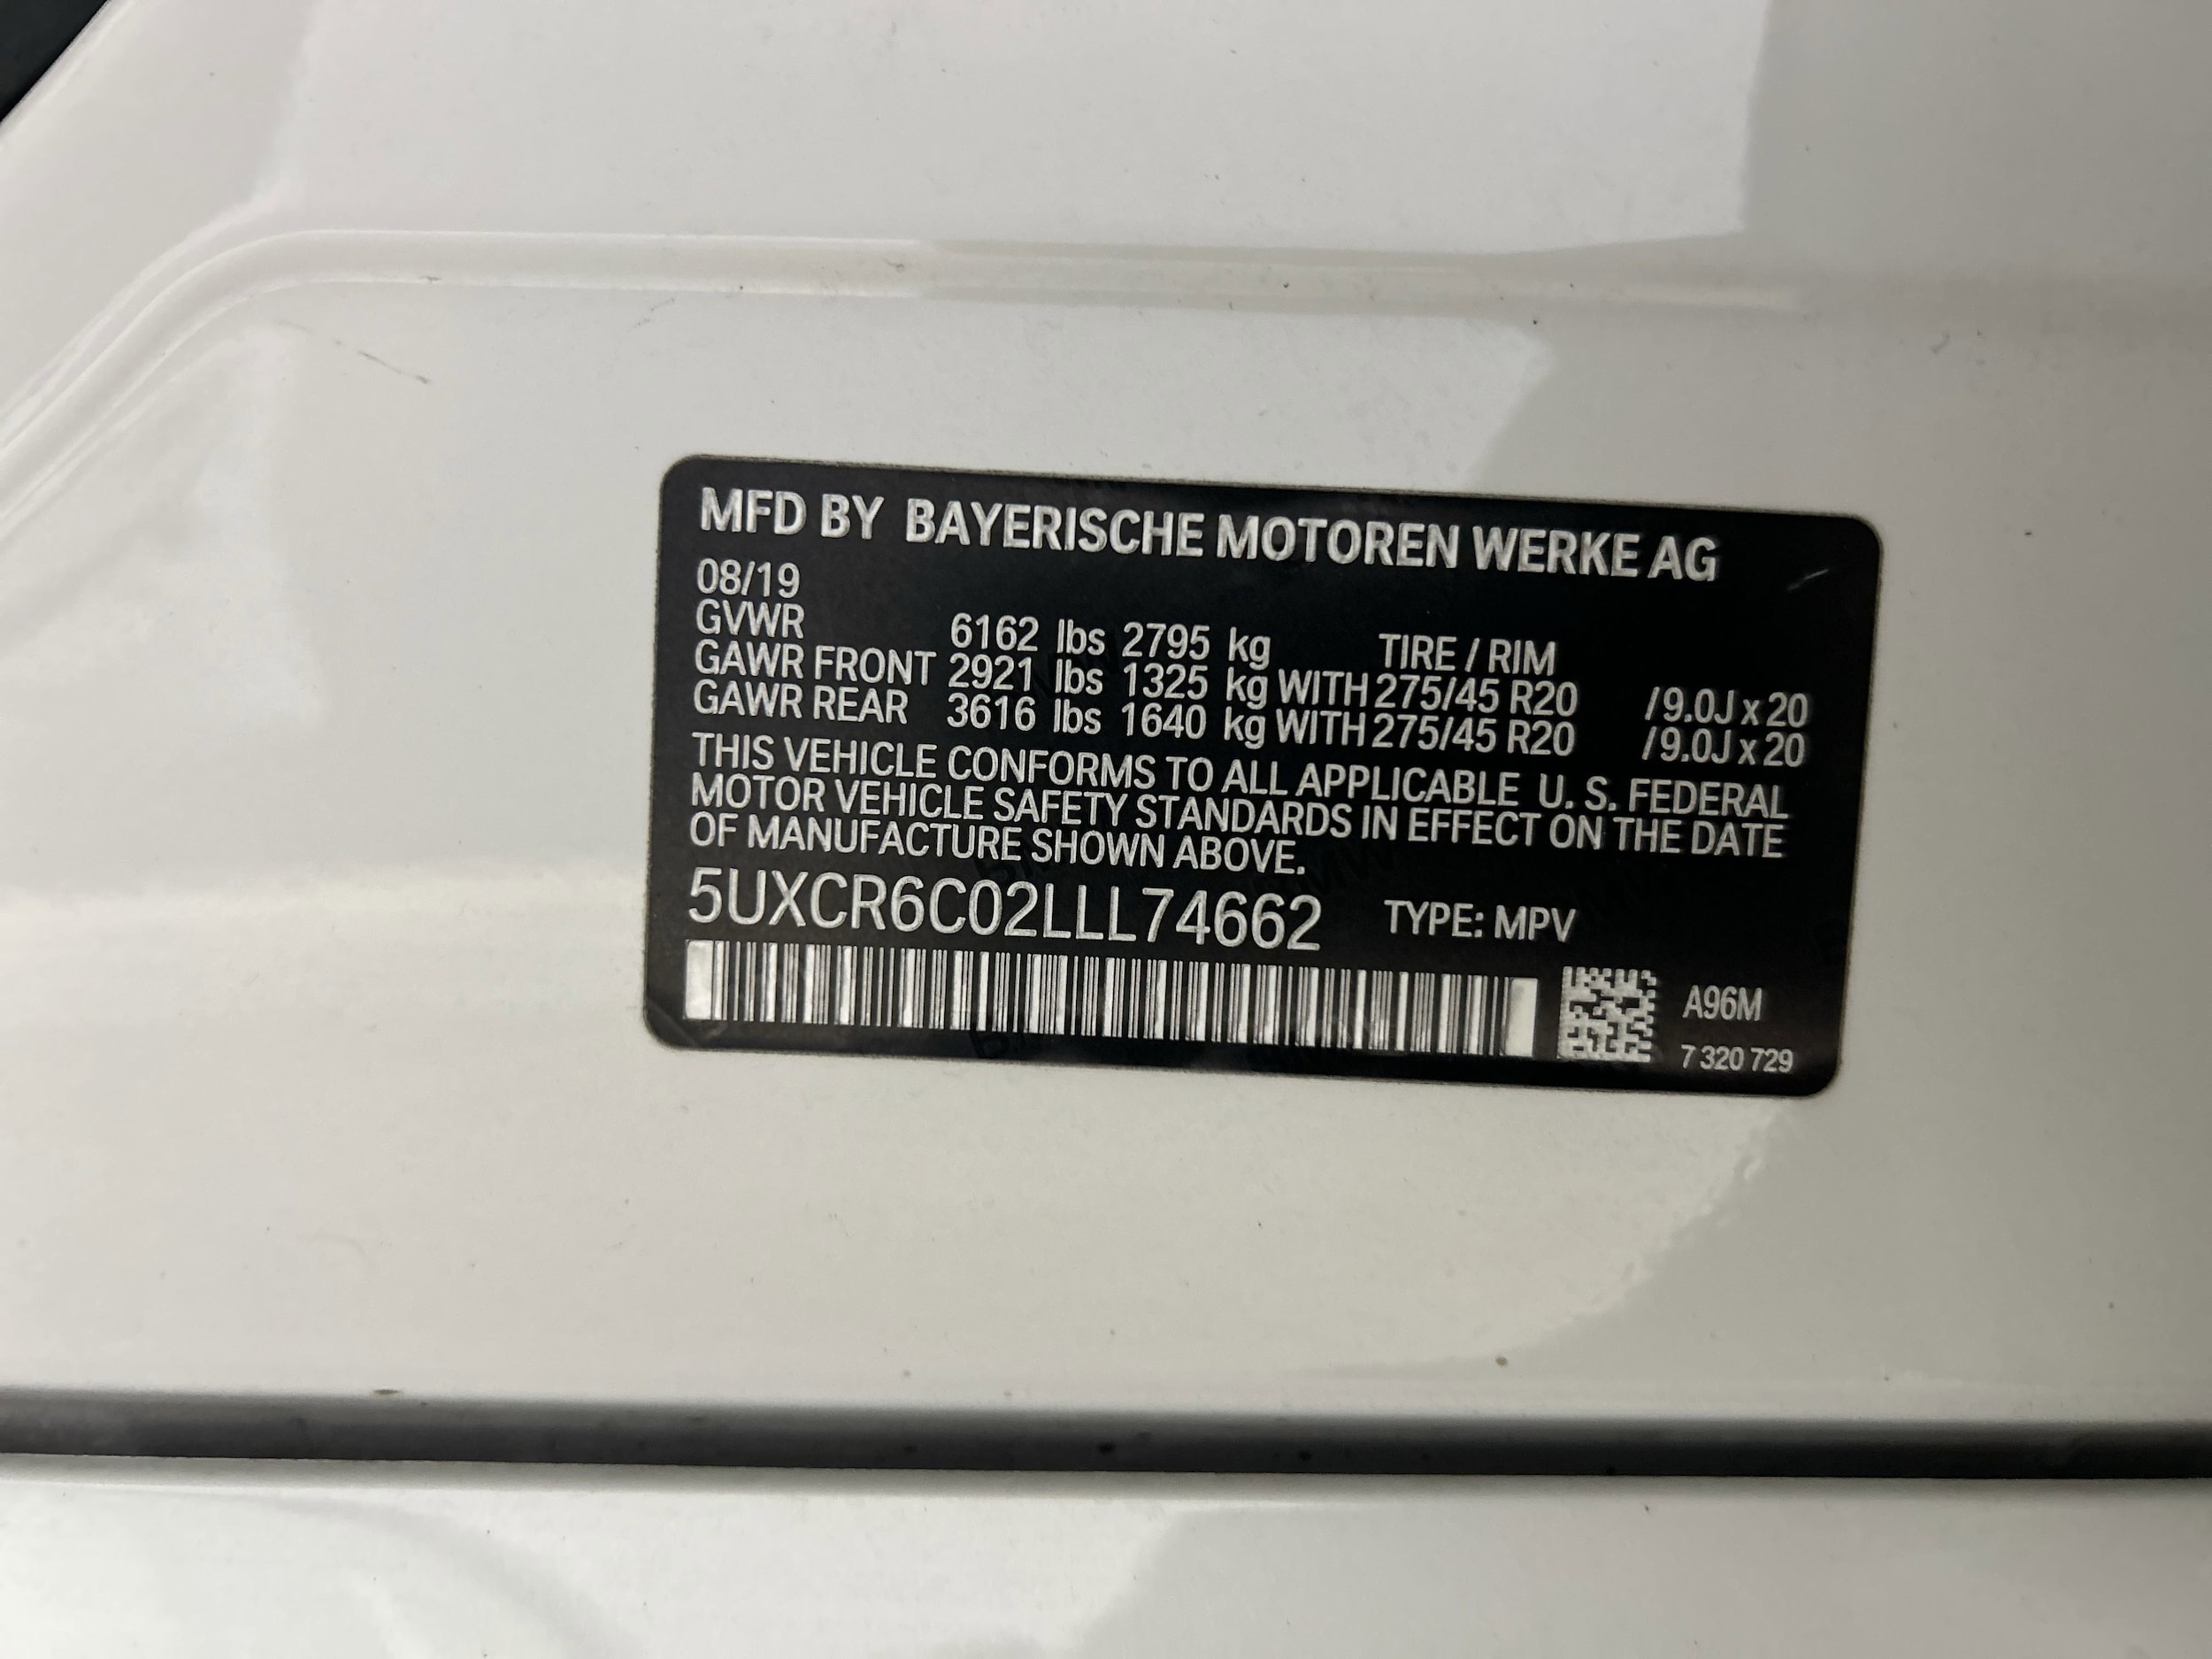 MFD BY BAYERISCHE MOTOREN WERKE AG
08/19
GVWR 6162 lbs 2795 kg TIRE / RIM
GAWR FRONT 2921 lbs 1325 kg WITH 275/45 R20 /9.0J x 20
GAWR REAR 3616 lbs 1640 kg WITH 275/45 R20 /9.0J x 20
THIS VEHICLE CONFORMS TO ALL APPLICABLE U. S. FEDERAL
MOTOR VEHICLE SAFETY STANDARDS IN EFFECT ON THE DATE
OF MANUFACTURE SHOWN ABOVE.
5UXCR6C02LLL74662 TYPE: MPV
A96M
7 320 729